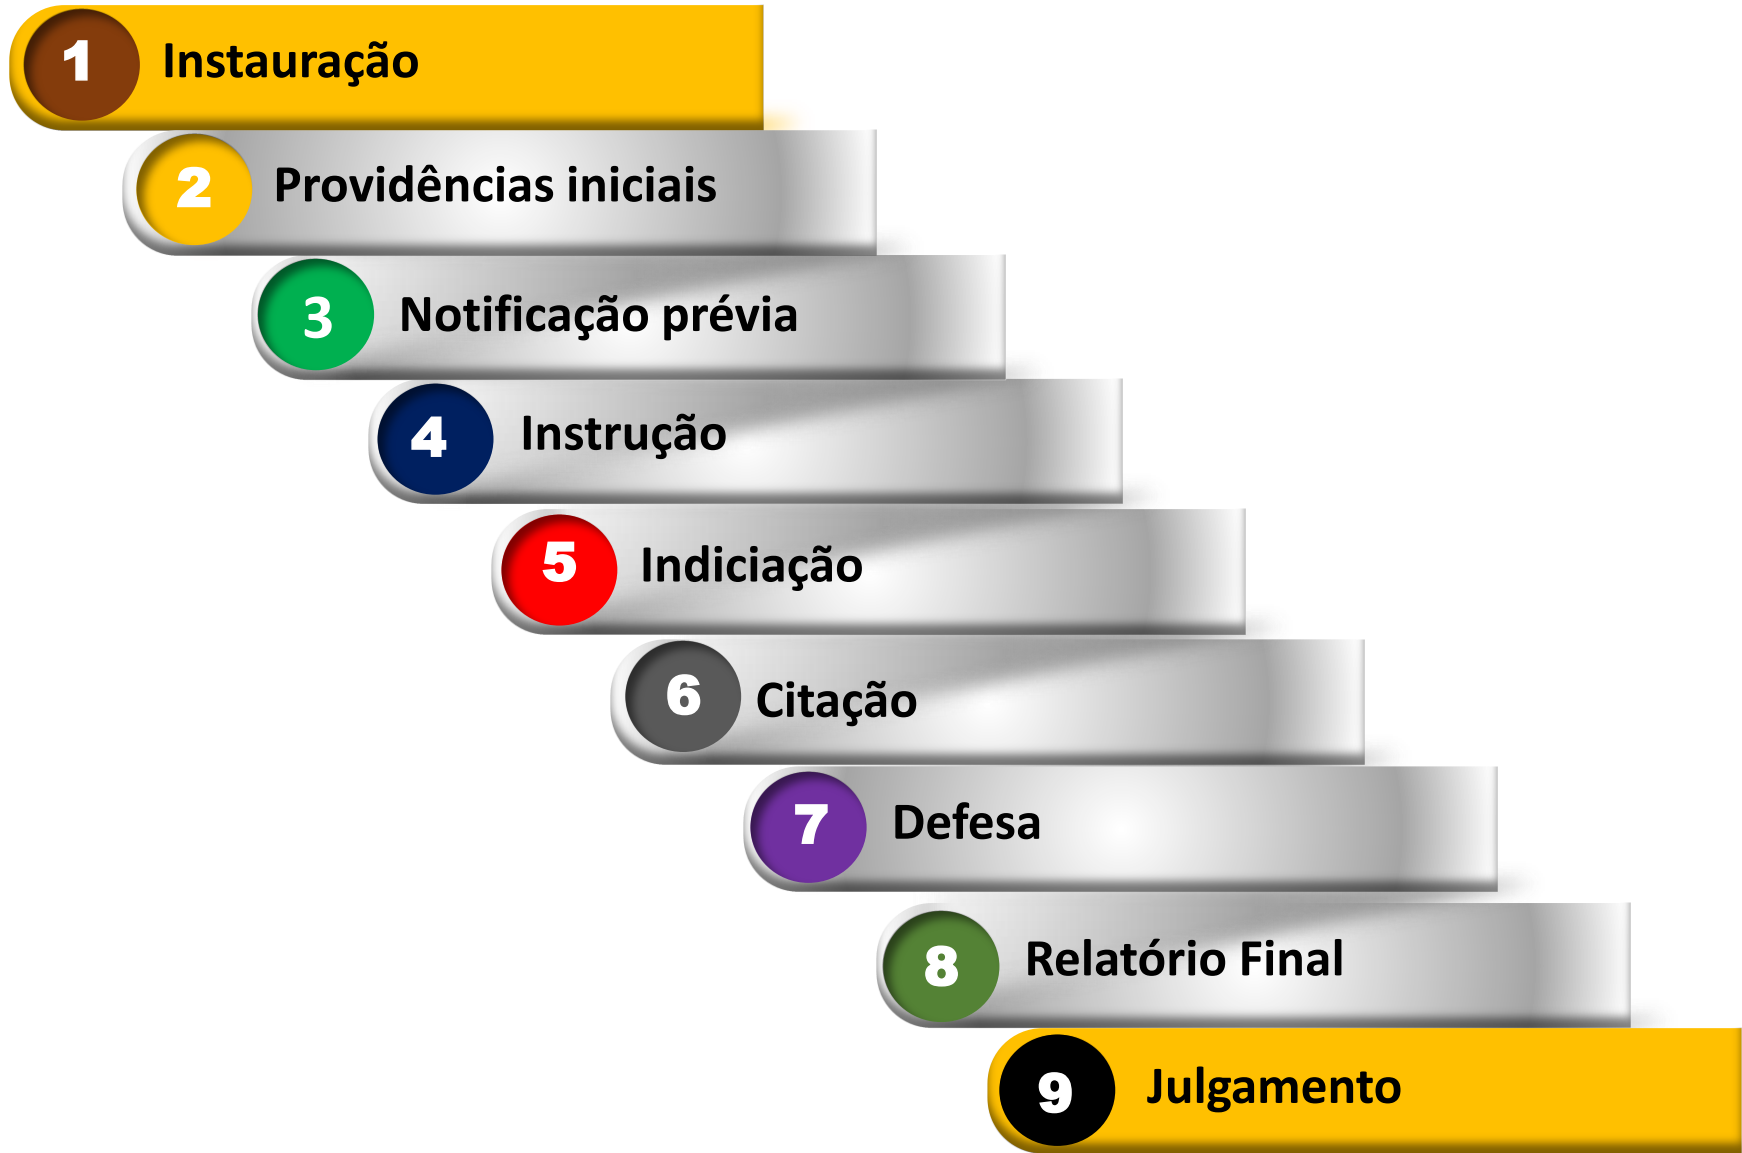 1 Instauração
2 Providências iniciais
3 Notificação prévia
4 Instrução
5 Indiciação
6 Citação
7 Defesa
8 Relatório Final
9 Julgamento